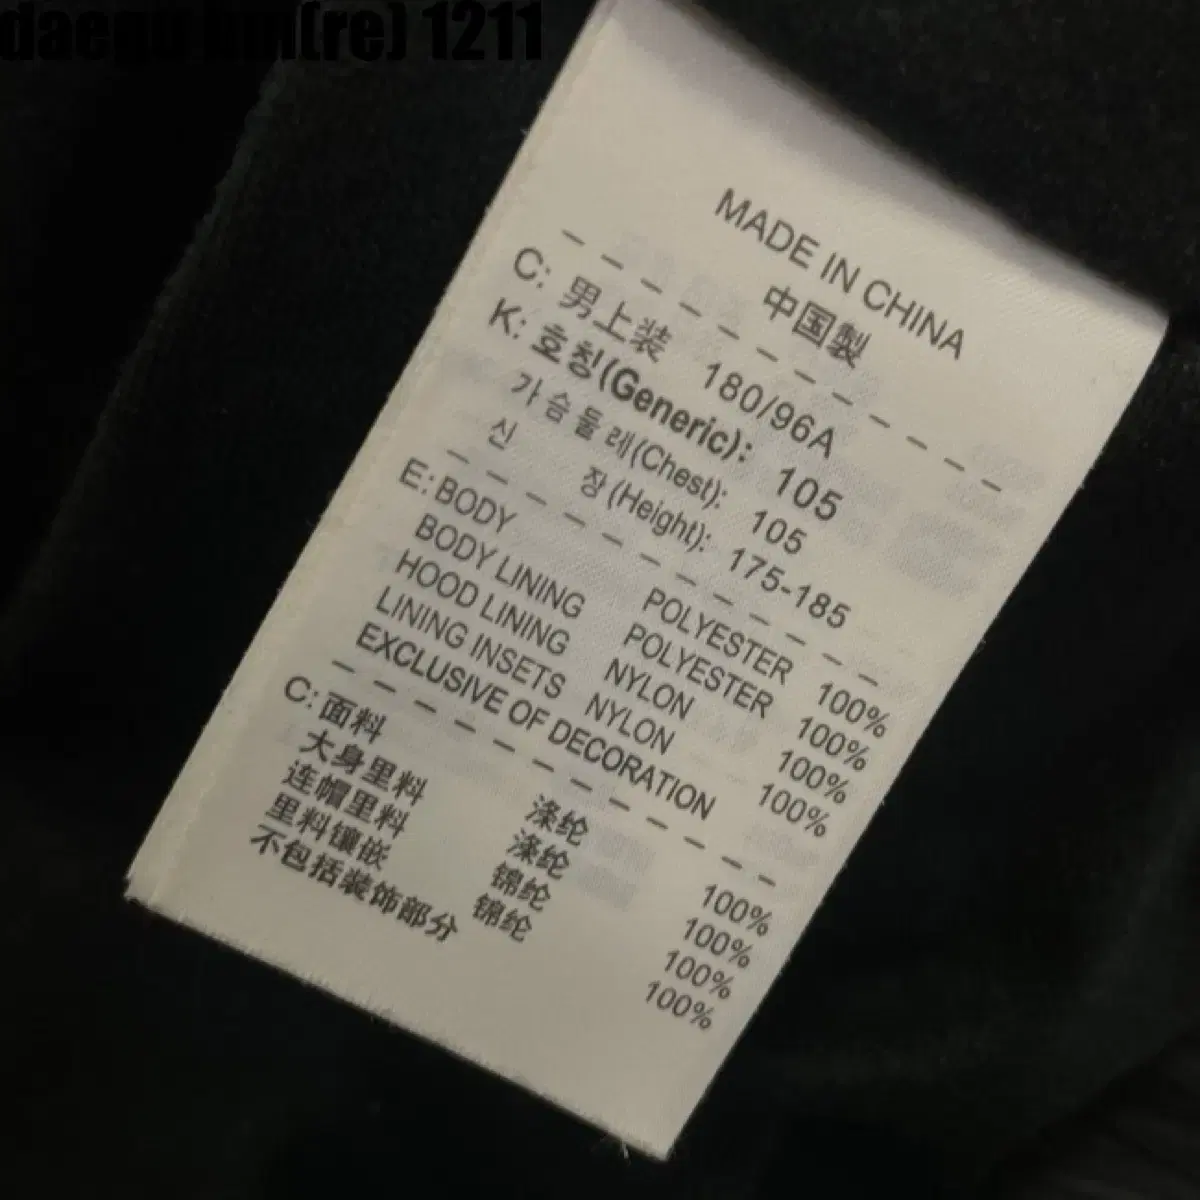 daegu bm(re) 1211
MADE IN CHINA
中国製
C: 男上装 180/96A
K: 호칭(Generic): 105
가슴둘레(Chest): 105
신 장(Height): 175-185
E: BODY POLYESTER 100%
BODY LINING POLYESTER 100%
HOOD LINING NYLON 100%
LINING INSETS NYLON 100%
EXCLUSIVE OF DECORATION
C: 面料 涤纶 100%
大身里料 涤纶 100%
连帽里料 锦纶 100%
里料镶嵌 锦纶 100%
不包括装饰部分